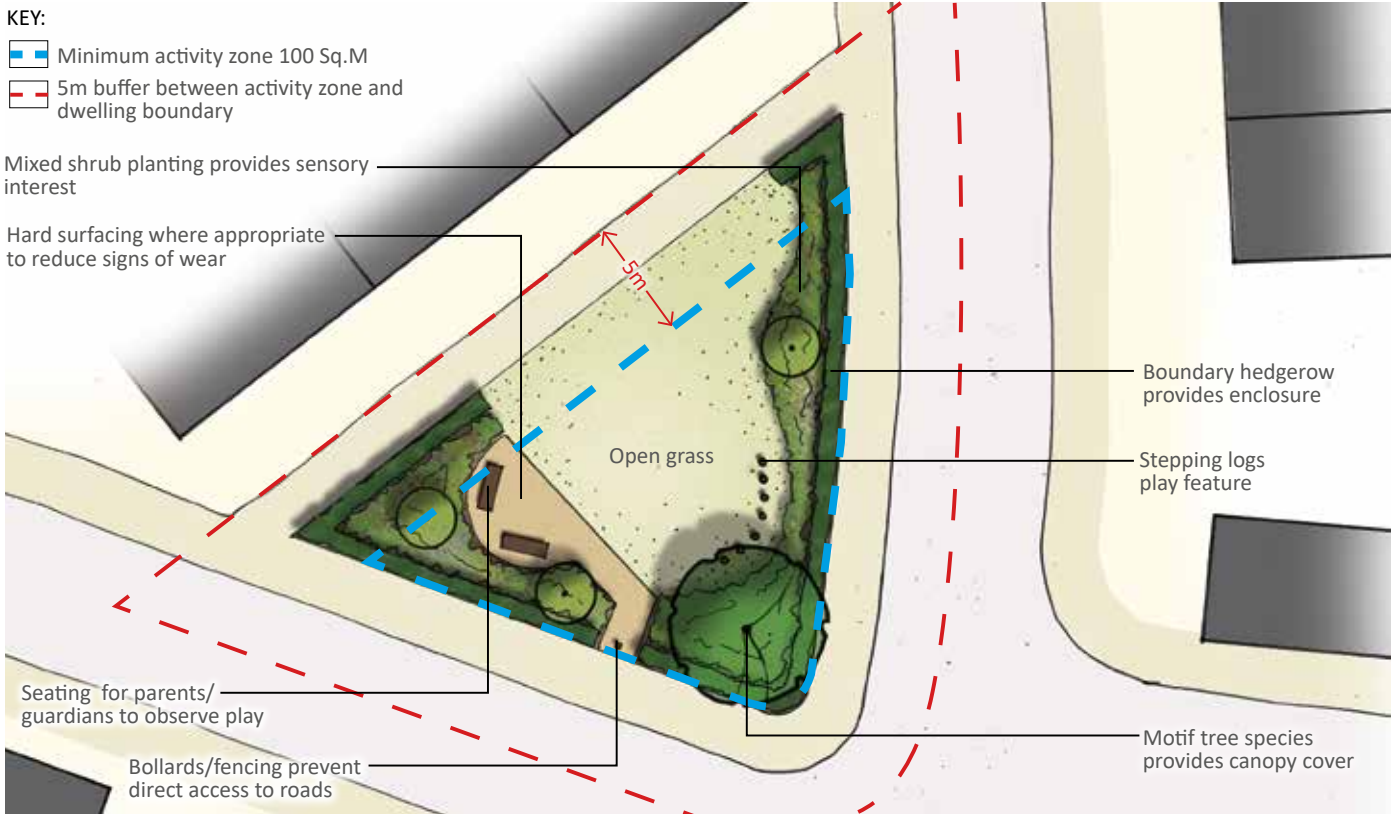 KEY:
Minimum activity zone 100 Sq.M
5m buffer between activity zone and
dwelling boundary
Mixed shrub planting provides sensory
interest
Hard surfacing where appropriate
to reduce signs of wear
5m
Open grass
Boundary hedgerow
provides enclosure
Stepping logs
play feature
Seating for parents/
guardians to observe play
Bollards/fencing prevent
direct access to roads
Motif tree species
provides canopy cover